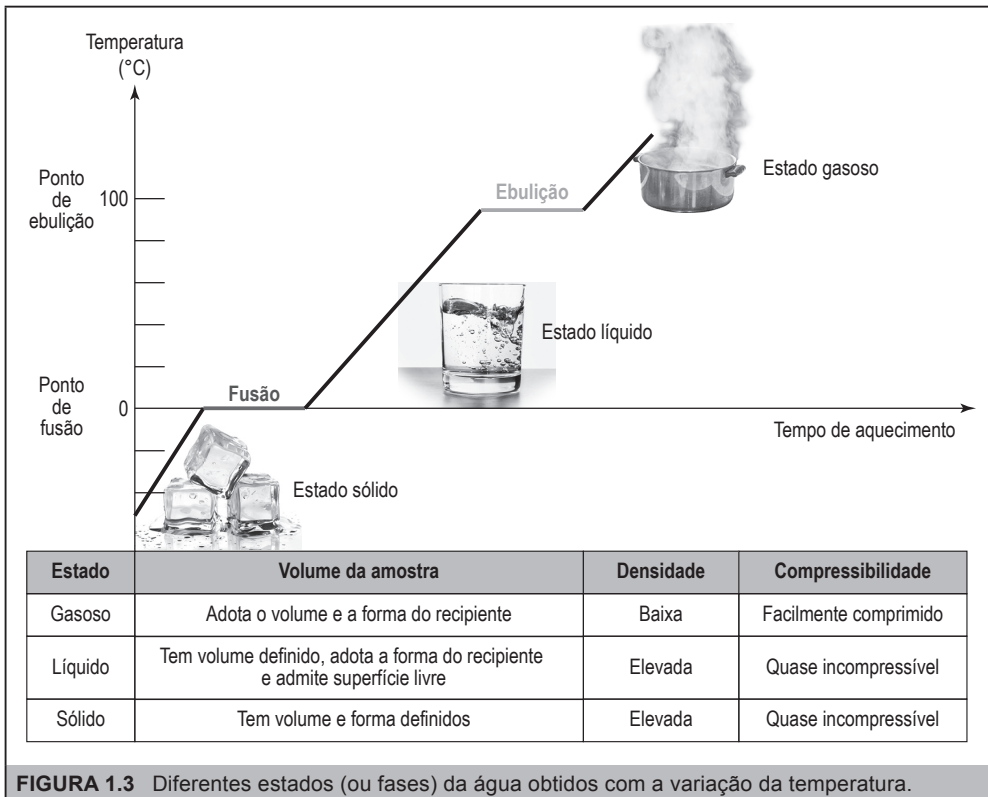 Temperatura
(°C)
Ponto
de
ebulição
100
Ebulição
Estado gasoso
Estado líquido
Ponto
de
fusão
0
Fusão
Tempo de aquecimento
Estado sólido
Estado Volume da amostra Densidade Compressibilidade
Gasoso Adota o volume e a forma do recipiente Baixa Facilmente comprimido
Líquido Tem volume definido, adota a forma do recipiente
e admite superfície livre Elevada Quase incompressível
Sólido Tem volume e forma definidos Elevada Quase incompressível
FIGURA 1.3 Diferentes estados (ou fases) da água obtidos com a variação da temperatura.